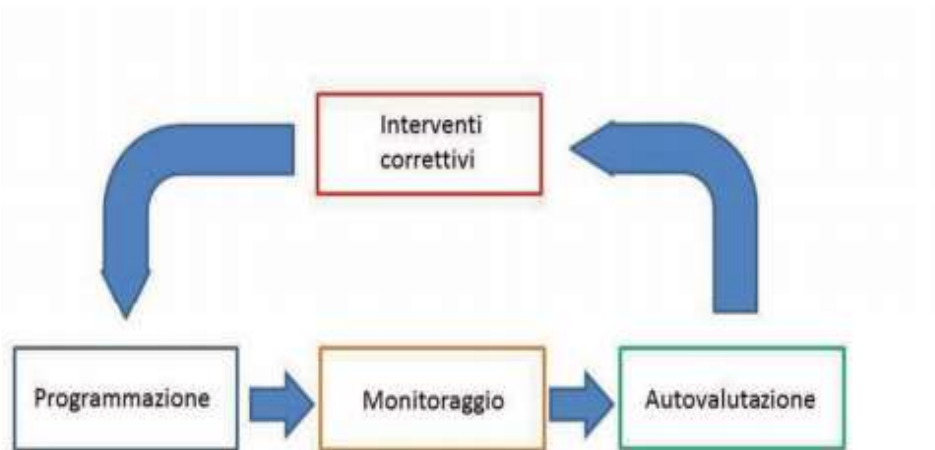 Interventi
correttivi
Programmazione
Monitoraggio
Autovalutazione